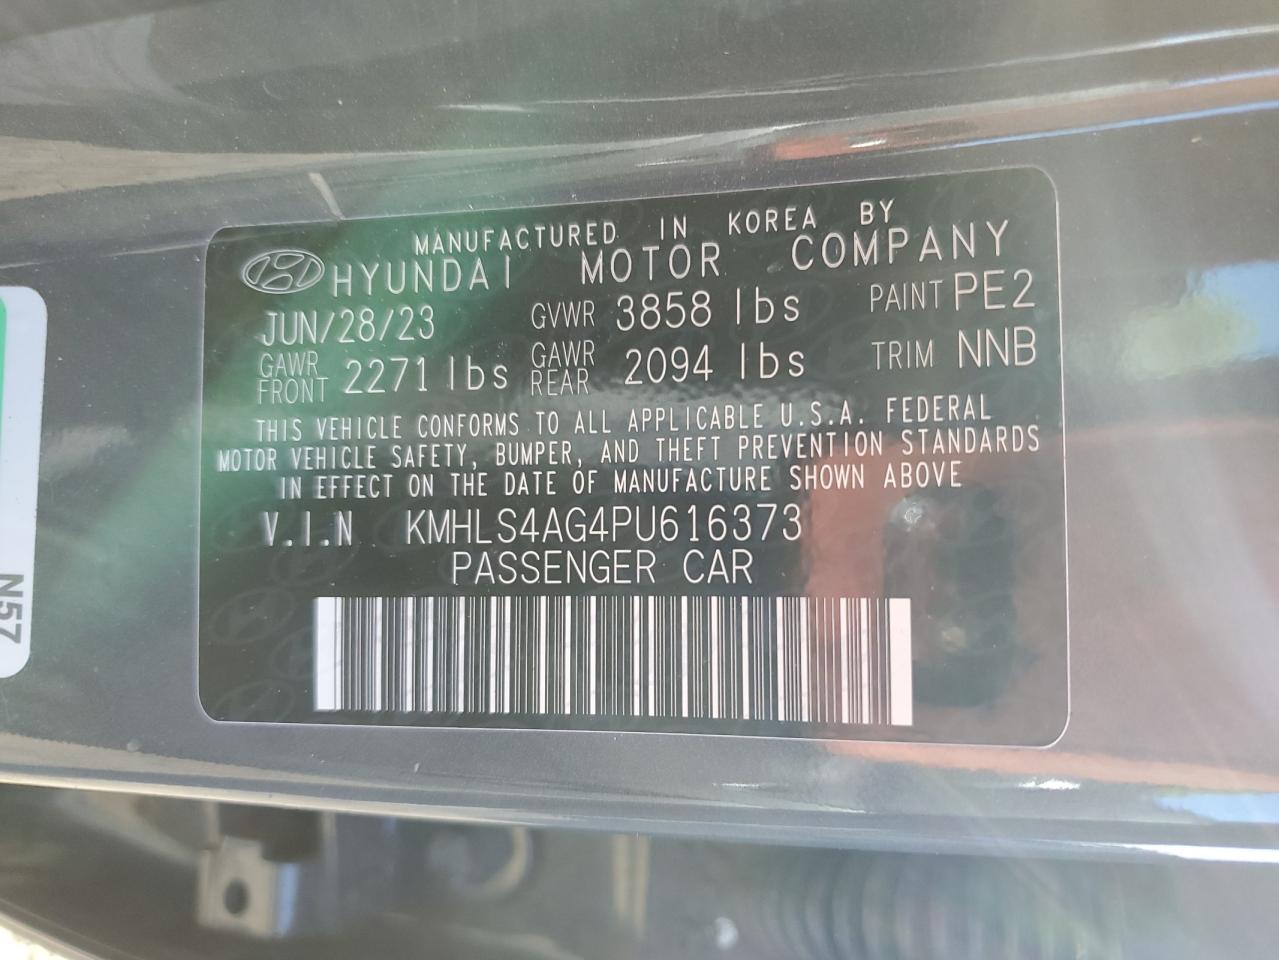 MANUFACTURED IN KOREA BY
HYUNDAI MOTOR COMPANY
JUN/28/23 GVWR 3858 lbs PAINT PE2
GAWR FRONT 2271 lbs GAWR REAR 2094 lbs TRIM NNB
THIS VEHICLE CONFORMS TO ALL APPLICABLE U.S.A. FEDERAL
MOTOR VEHICLE SAFETY, BUMPER, AND THEFT PREVENTION STANDARDS
IN EFFECT ON THE DATE OF MANUFACTURE SHOWN ABOVE
V.I.N KMHLS4AG4PU616373
PASSENGER CAR
N57